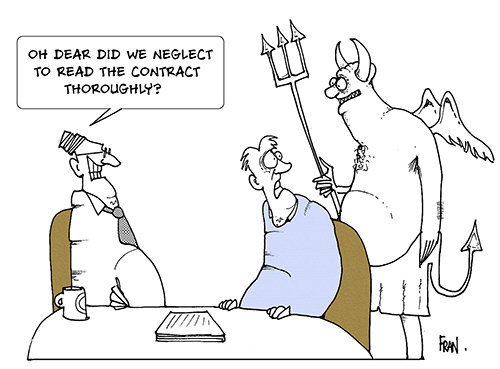 OH DEAR DID WE NEGLECT
TO READ THE CONTRACT
THOROUGHLY?
FRAN.